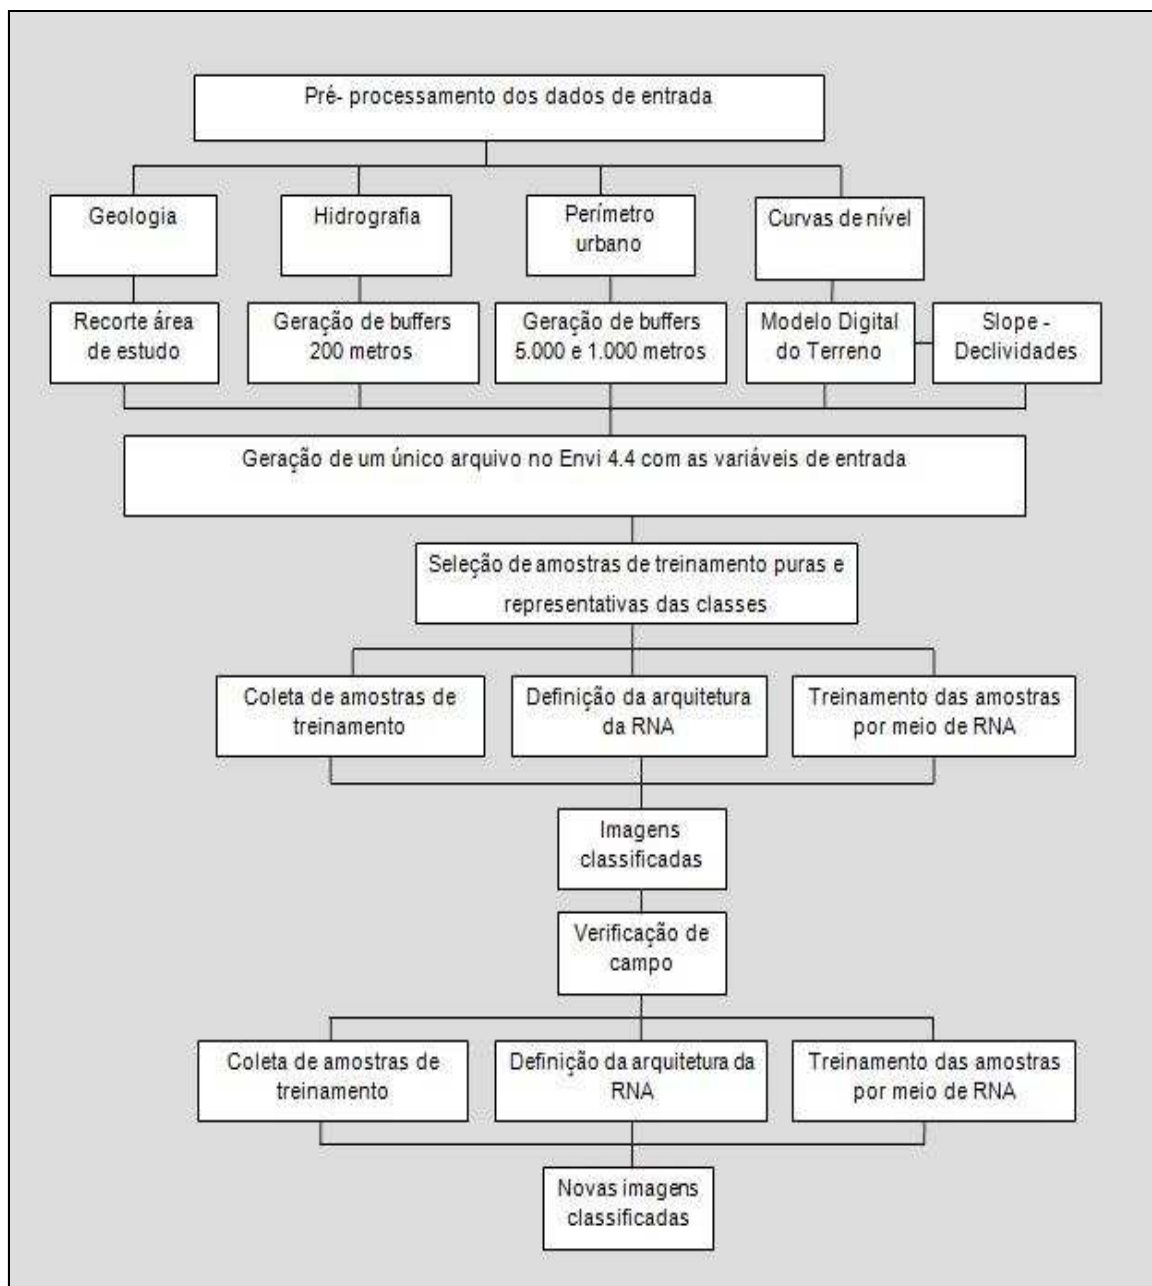 Pré- processamento dos dados de entrada
Geologia
Hidrografia
Perímetro
urbano
Curvas de nível
Recorte área
de estudo
Geração de buffers
200 metros
Geração de buffers
5.000 e 1.000 metros
Modelo Digital
do Terreno
Slope -
Declividades
Geração de um único arquivo no Envi 4.4 com as variáveis de entrada
Seleção de amostras de treinamento puras e
representativas das classes
Coleta de amostras de
treinamento
Definição da arquitetura
da RNA
Treinamento das amostras
por meio de RNA
Imagens
classificadas
Verificação de
campo
Coleta de amostras de
treinamento
Definição da arquitetura da
RNA
Treinamento das amostras
por meio de RNA
Novas imagens
classificadas